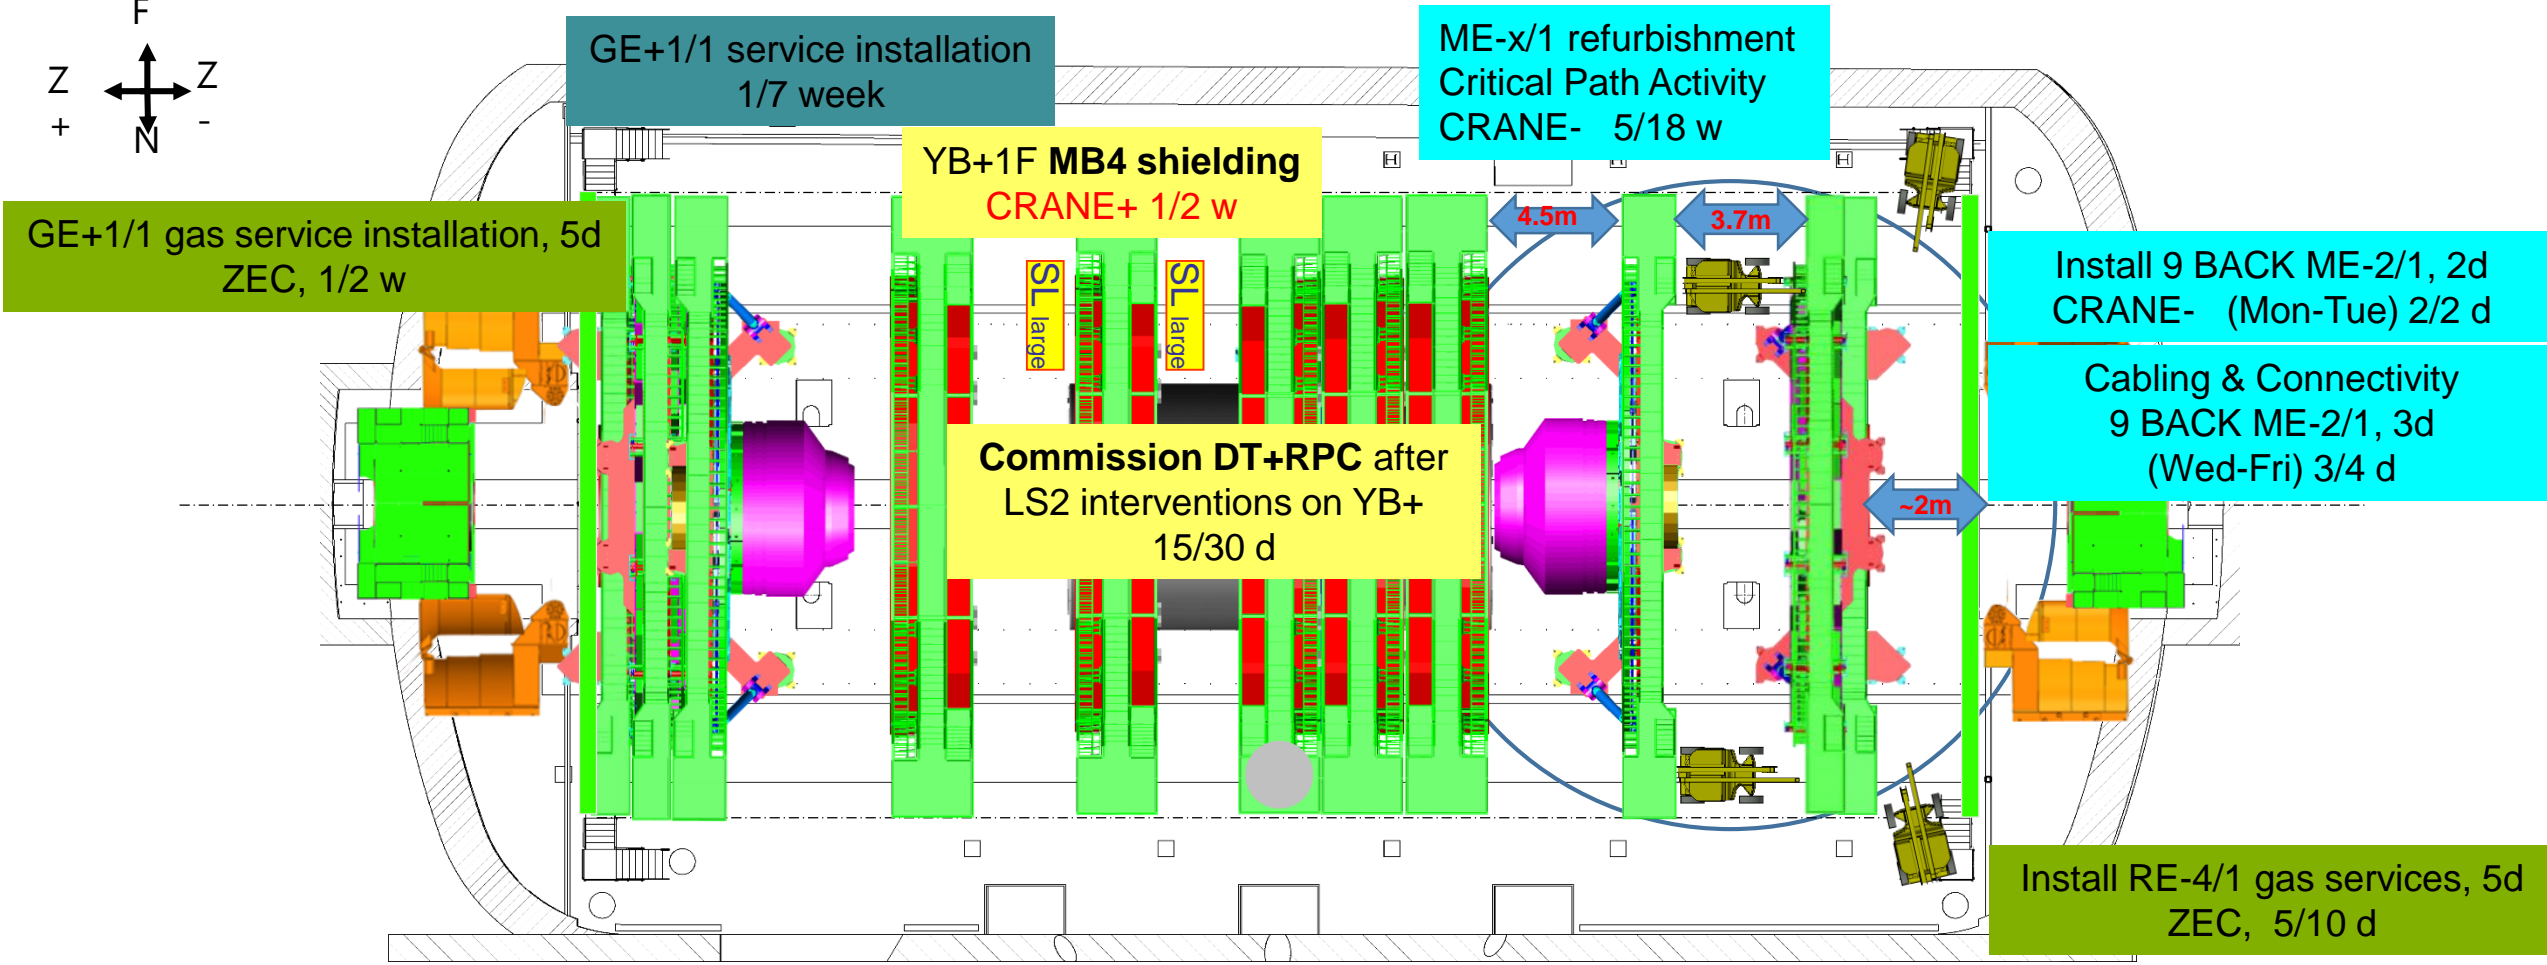 F
Z
Z
+
-
N
GE+1/1 service installation
1/7 week
ME-x/1 refurbishment
Critical Path Activity
CRANE-   5/18 w
YB+1F MB4 shielding
CRANE+ 1/2 w
GE+1/1 gas service installation, 5d
ZEC, 1/2 w
4.5m
3.7m
SL large
SL large
Install 9 BACK ME-2/1, 2d
CRANE-   (Mon-Tue) 2/2 d
Cabling & Connectivity
9 BACK ME-2/1, 3d
(Wed-Fri) 3/4 d
Commission DT+RPC after
LS2 interventions on YB+
15/30 d
~2m
Install RE-4/1 gas services, 5d
ZEC,  5/10 d